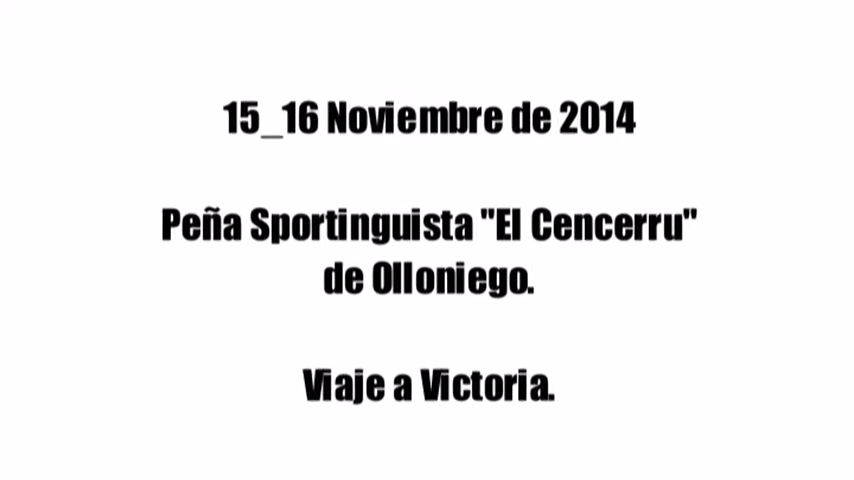 15_16 Noviembre de 2014
Peña Sportinguista "El Cencerru"
de Olloniego.
Viaje a Victoria.